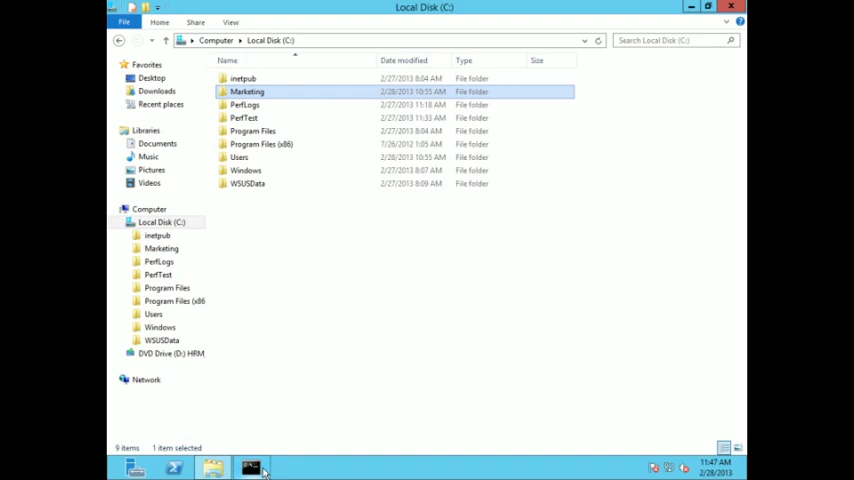 Local Disk (C:)
File Home Share View
Computer Local Disk (C:) Search Local Disk (C:)
Name Date modified Type Size
Favorites
Desktop
Downloads
Recent places
Libraries
Documents
Music
Pictures
Videos
Computer
Local Disk (C:)
inetpub
Marketing
PerfLogs
PerfTest
Program Files
Program Files (x86
Users
Windows
WSUSData
DVD Drive (D:) HRM_
Network
inetpub 2/27/2013 8:04 AM File folder
Marketing 2/28/2013 10:55 AM File folder
PerfLogs 2/27/2013 11:18 AM File folder
PerfTest 2/27/2013 11:33 AM File folder
Program Files 2/27/2013 8:04 AM File folder
Program Files (x86) 7/26/2012 1:05 AM File folder
Users 2/28/2013 10:55 AM File folder
Windows 2/27/2013 8:07 AM File folder
WSUSData 2/27/2013 8:09 AM File folder
9 items 1 item selected
11:47 AM
2/28/2013